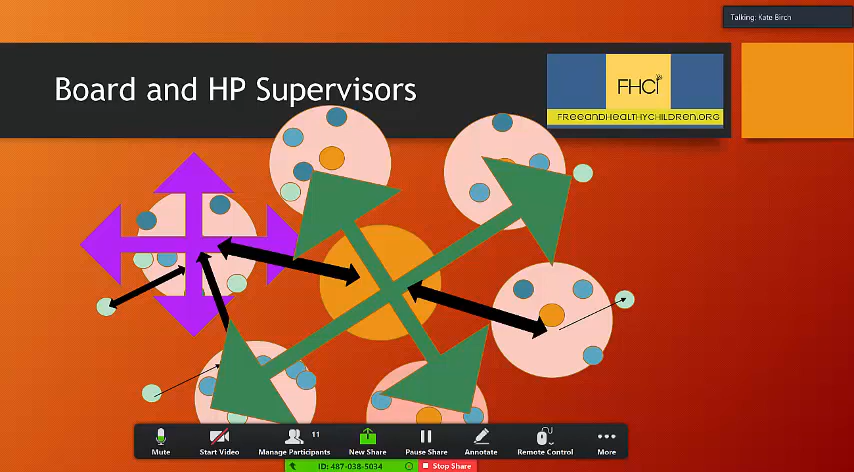 Talking: Kate Birch
Board and HP Supervisors
FHCi
FREEANDHEALTHYCHILDREN.ORG
11
Mute
Start Video
Manage Participants
New Share
Pause Share
Annotate
Remote Control
More
ID: 487-038-5034
Stop Share